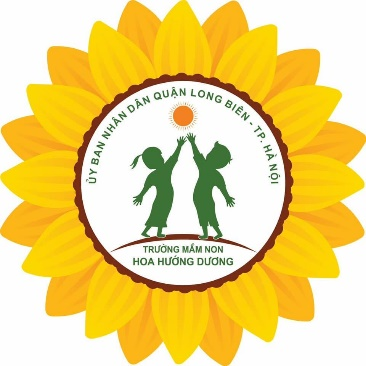 ỦY BAN NHÂN DÂN QUẬN LONG BIÊN - TP. HÀ NỘI
TRƯỜNG MẦM NON
HOA HƯỚNG DƯƠNG